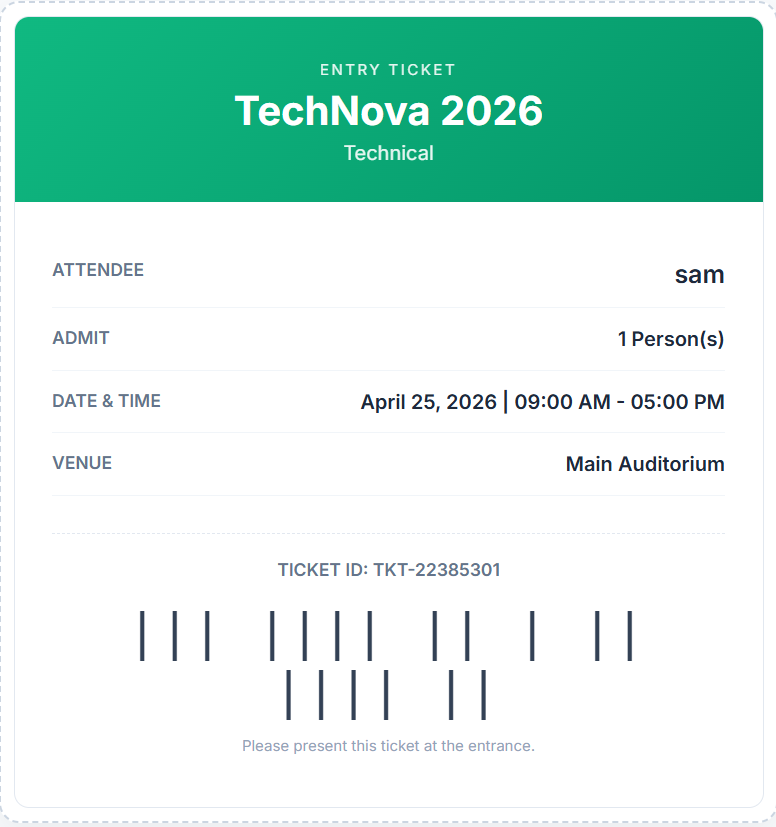 ENTRY TICKET
TechNova 2026
Technical
ATTENDEE sam
ADMIT 1 Person(s)
DATE & TIME April 25, 2026 | 09:00 AM - 05:00 PM
VENUE Main Auditorium
TICKET ID: TKT-22385301
||| |||| || | ||
|||| ||
Please present this ticket at the entrance.